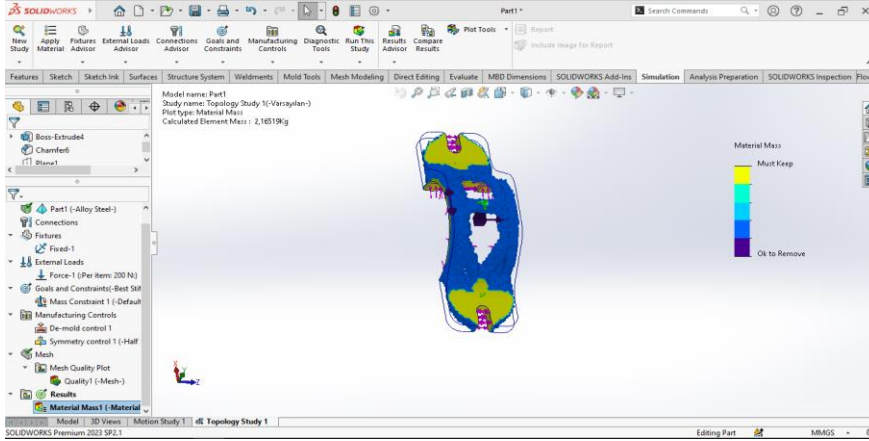 SOLIDWORKS
Part1 *
Search Commands
New Study
Apply Material
Fixtures Advisor
External Loads Advisor
Connections Advisor
Goals and Constraints
Manufacturing Controls
Diagnostic Tools
Run This Study
Results Advisor
Compare Results
Plot Tools
Report
Include Image for Report
Features Sketch Sketch Ink Surfaces Structure System Weldments Mold Tools Mesh Modeling Direct Editing Evaluate MBD Dimensions SOLIDWORKS Add-Ins Simulation Analysis Preparation SOLIDWORKS Inspection Flow
Model name: Part1
Study name: Topology Study 1(-Varsayılan-)
Plot type: Material Mass
Calculated Element Mass : 2,16519Kg
Boss-Extrude4
Chamfer6
Plane1
Part1 (-Alloy Steel-)
Connections
Fixtures
Fixed-1
External Loads
Force-1 (:Per item: 200 N:)
Goals and Constraints(-Best Stif
Mass Constraint 1 (-Default
Manufacturing Controls
De-mold control 1
Symmetry control 1 (-Half
Mesh
Mesh Quality Plot
Quality1 (-Mesh-)
Results
Material Mass1 (-Material
Material Mass
Must Keep
Ok to Remove
X
Y
Z
Model 3D Views Motion Study 1 Topology Study 1
SOLIDWORKS Premium 2023 SP2.1
Editing Part
MMGS